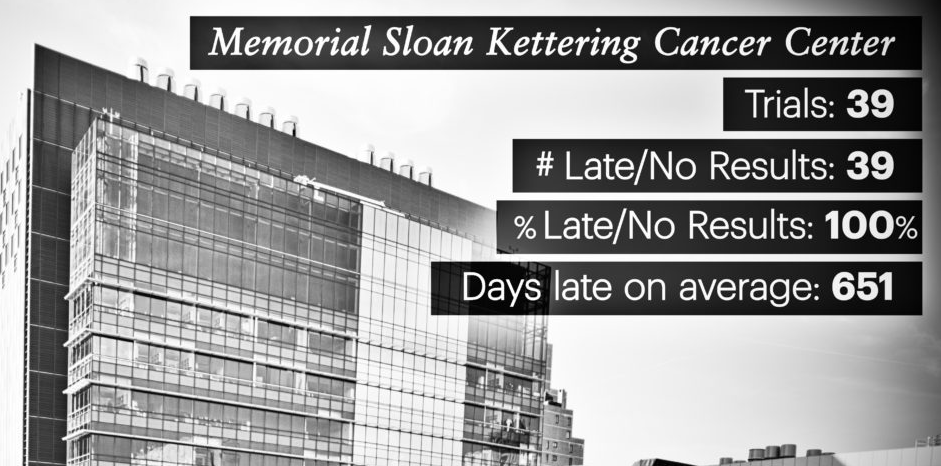 Memorial Sloan Kettering Cancer Center
Trials: 39
# Late/No Results: 39
% Late/No Results: 100%
Days late on average: 651